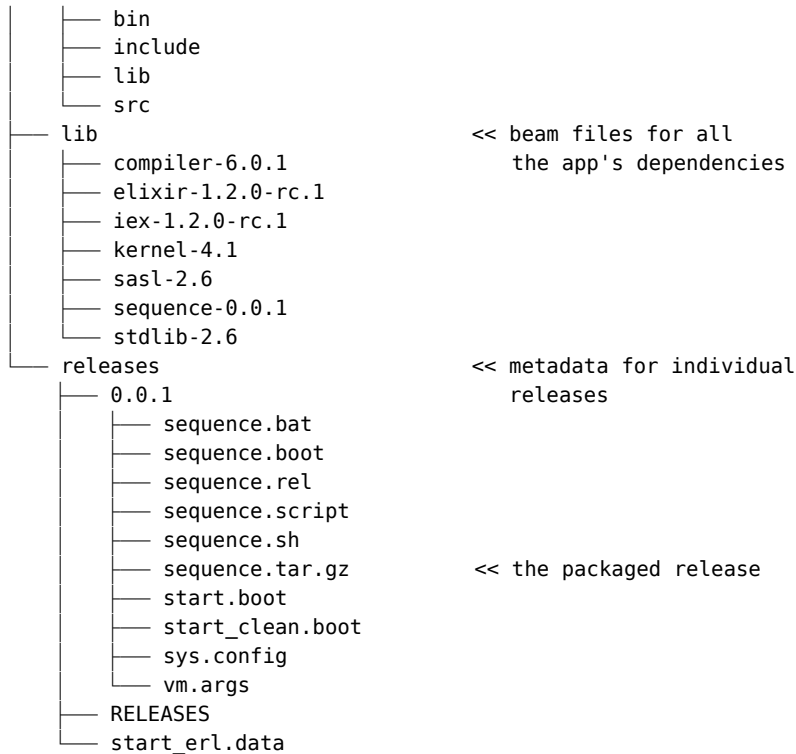 │   ├── bin
│   ├── include
│   ├── lib
│   └── src
├── lib                                << beam files for all
│   ├── compiler-6.0.1                    the app's dependencies
│   ├── elixir-1.2.0-rc.1
│   ├── iex-1.2.0-rc.1
│   ├── kernel-4.1
│   ├── sasl-2.6
│   ├── sequence-0.0.1
│   └── stdlib-2.6
└── releases                           << metadata for individual
    ├── 0.0.1                             releases
    │   ├── sequence.bat
    │   ├── sequence.boot
    │   ├── sequence.rel
    │   ├── sequence.script
    │   ├── sequence.sh
    │   ├── sequence.tar.gz            << the packaged release
    │   ├── start.boot
    │   ├── start_clean.boot
    │   ├── sys.config
    │   └── vm.args
    ├── RELEASES
    └── start_erl.data